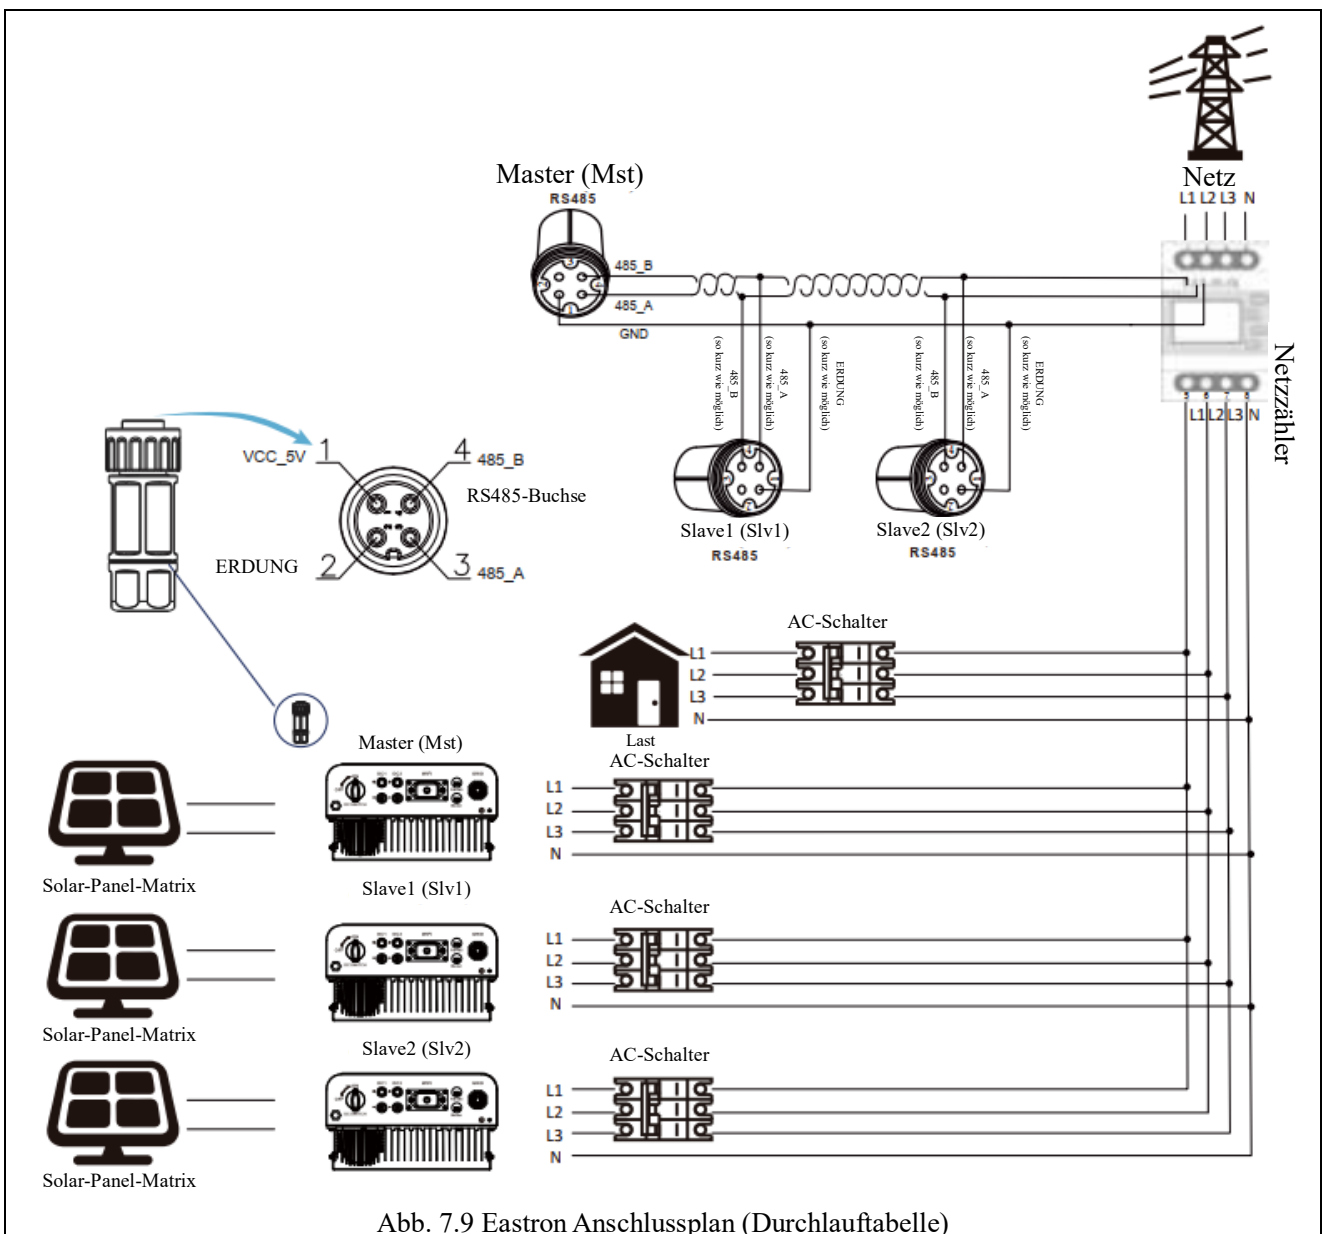 Netz
L1 L2 L3 N
Master (Mst)
RS485
485_B
485_A
GND
485_B
(so kurz wie möglich)
485_A
(so kurz wie möglich)
ERDUNG
(so kurz wie möglich)
485_B
(so kurz wie möglich)
485_A
(so kurz wie möglich)
ERDUNG
(so kurz wie möglich)
Netzzähler
5 6 7 8
L1 L2 L3 N
VCC_5V 1
4 485_B
RS485-Buchse
ERDUNG 2
3 485_A
Slave1 (Slv1)
RS485
Slave2 (Slv2)
RS485
AC-Schalter
L1
L2
L3
N
Last
Master (Mst)
AC-Schalter
L1
L2
L3
N
Solar-Panel-Matrix
Slave1 (Slv1)
AC-Schalter
L1
L2
L3
N
Solar-Panel-Matrix
Slave2 (Slv2)
AC-Schalter
L1
L2
L3
N
Solar-Panel-Matrix
Abb. 7.9 Eastron Anschlussplan (Durchlauftabelle)